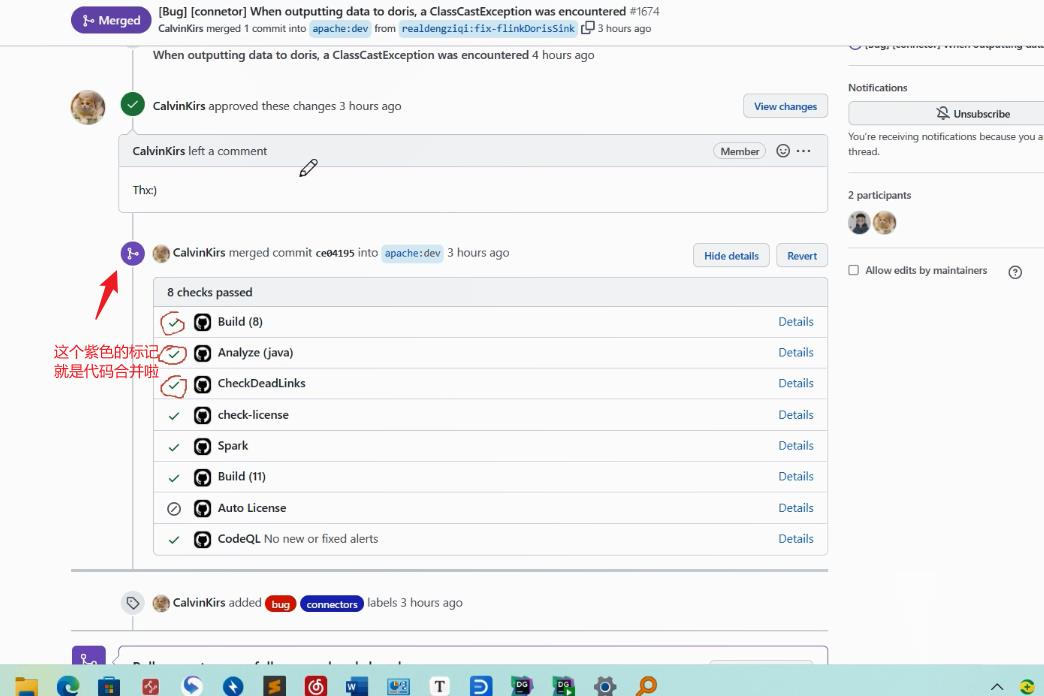 Merged
[Bug] [connetor] When outputting data to doris, a ClassCastException was encountered #1674
CalvinKirs merged 1 commit into apache:dev from realdengziqi:fix-flinkDorisSink 3 hours ago
When outputting data to doris, a ClassCastException was encountered 4 hours ago
CalvinKirs approved these changes 3 hours ago
View changes
CalvinKirs left a comment
Member
Thx:)
CalvinKirs merged commit ce04195 into apache:dev 3 hours ago
Hide details
Revert
8 checks passed
Build (8)
Details
Analyze (java)
Details
CheckDeadLinks
Details
check-license
Details
Spark
Details
Build (11)
Details
Auto License
Details
CodeQL No new or fixed alerts
Details
这个紫色的标记
就是代码合并啦
CalvinKirs added bug connectors labels 3 hours ago
Notifications
Unsubscribe
You're receiving notifications because you a
thread.
2 participants
Allow edits by maintainers